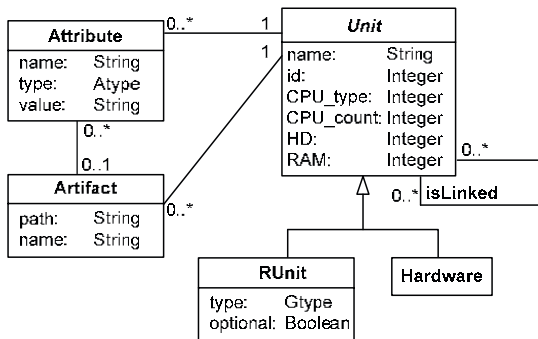 Attribute
name: String
type: Atype
value: String
0..*
1
Unit
name: String
id: Integer
CPU_type: Integer
CPU_count: Integer
HD: Integer
RAM: Integer
1
0..*
0..1
Artifact
path: String
name: String
0..*
0..*
0..*
isLinked
RUnit
type: Gtype
optional: Boolean
Hardware